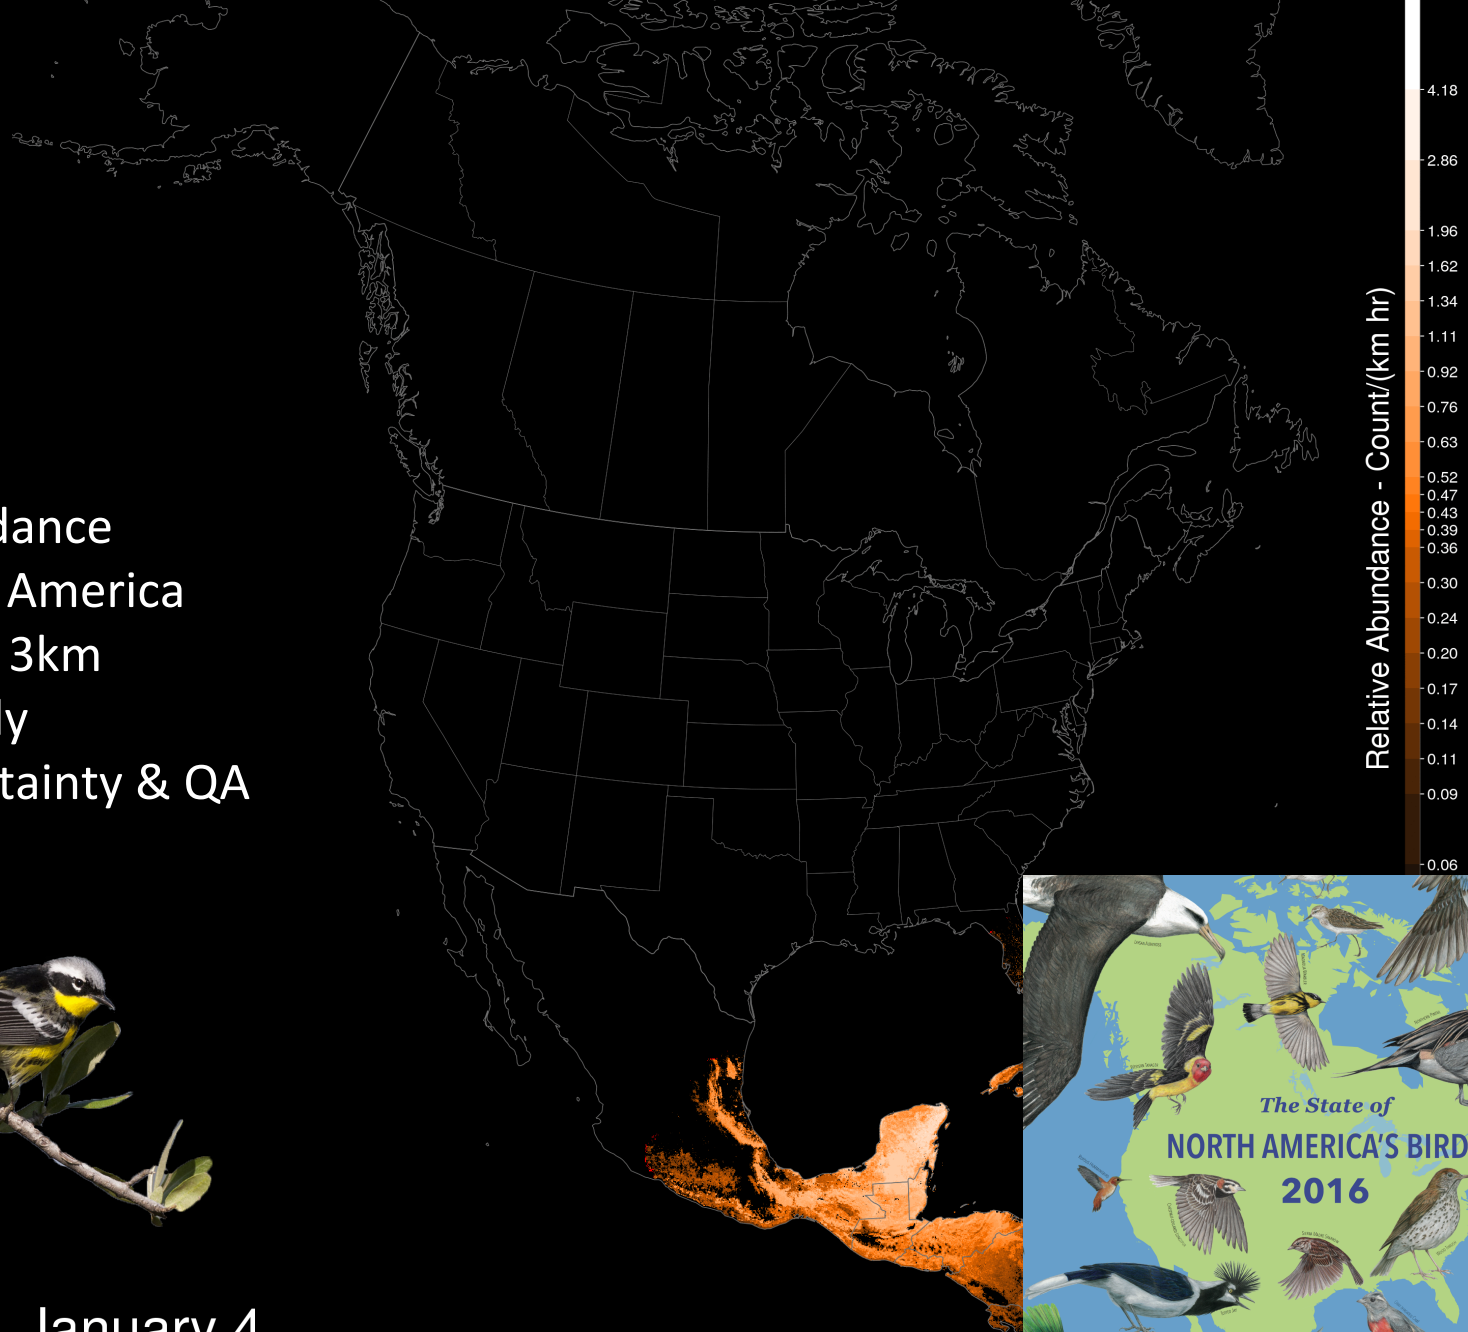 dance
America
3km
ly
tainty & QA
January 4
Relative Abundance - Count/(km hr)
4.18
2.86
1.96
1.62
1.34
1.11
0.92
0.76
0.63
0.52
0.47
0.43
0.39
0.36
0.30
0.24
0.20
0.17
0.14
0.11
0.09
0.06
The State of
NORTH AMERICA'S BIRD
2016